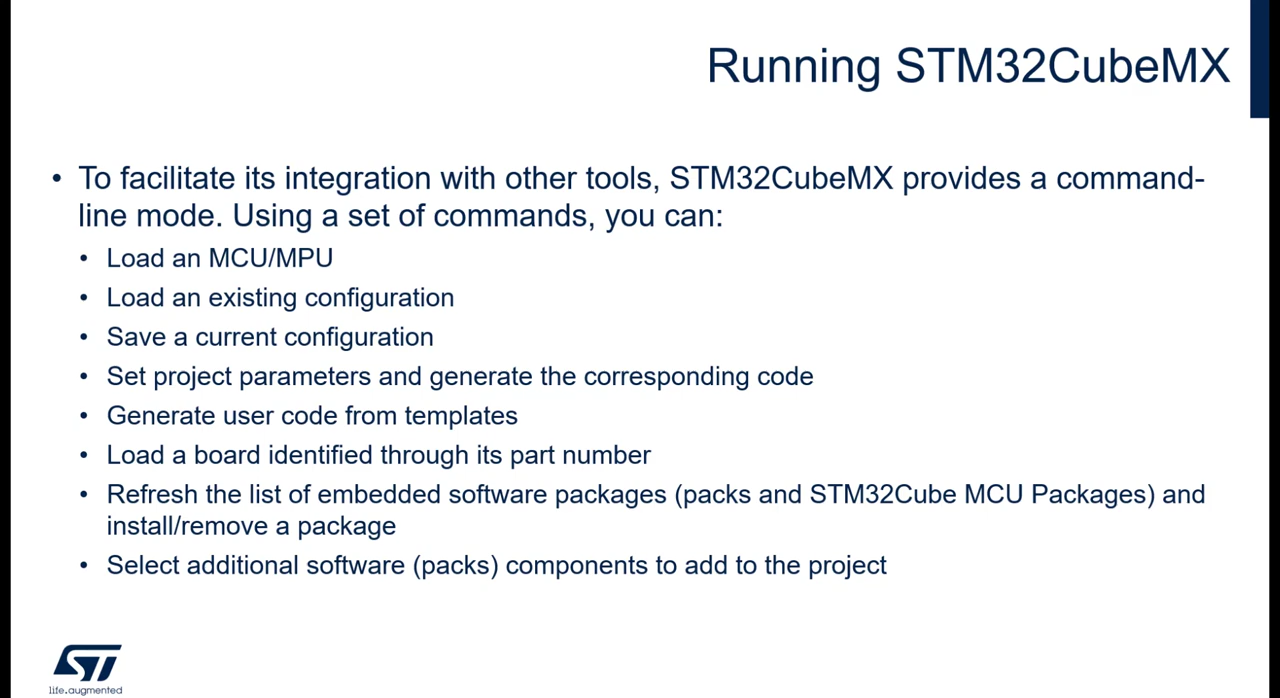 Running STM32CubeMX
• To facilitate its integration with other tools, STM32CubeMX provides a command-
line mode. Using a set of commands, you can:
• Load an MCU/MPU
• Load an existing configuration
• Save a current configuration
• Set project parameters and generate the corresponding code
• Generate user code from templates
• Load a board identified through its part number
• Refresh the list of embedded software packages (packs and STM32Cube MCU Packages) and
install/remove a package
• Select additional software (packs) components to add to the project
ST
life.augmented